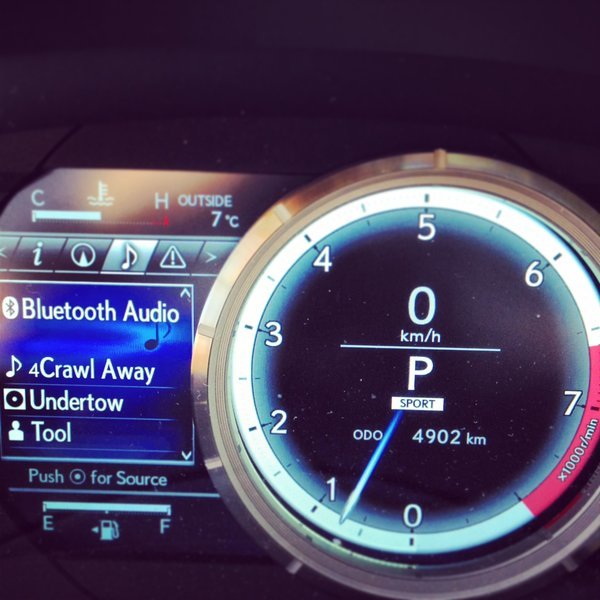 C H OUTSIDE
7°C
< i >
Bluetooth Audio
4Crawl Away
Undertow
Tool
Push ⦿ for Source
E F
0
1
2
3
4
5
6
7
x1000r/min
0
km/h
P
SPORT
ODO 4902 km